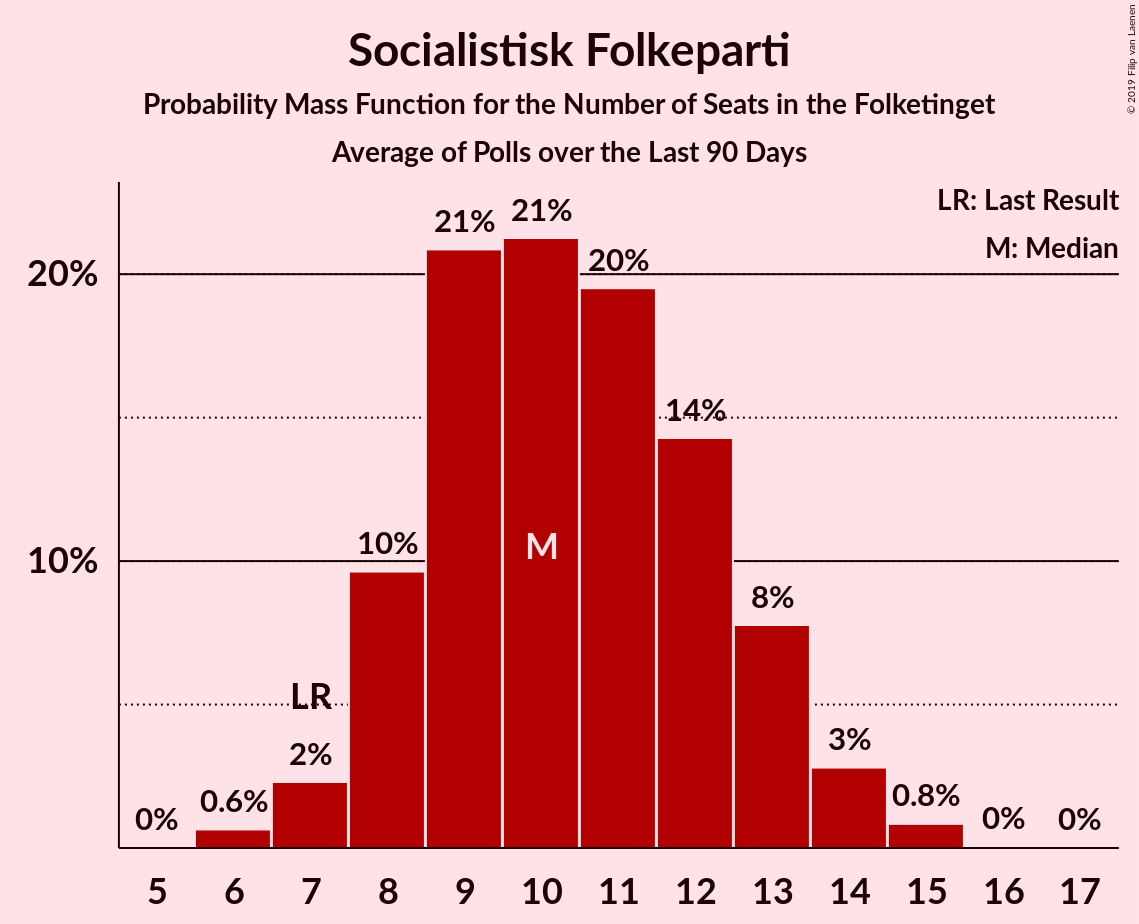 Socialistisk Folkeparti
Probability Mass Function for the Number of Seats in the Folketinget
Average of Polls over the Last 90 Days
© 2019 Filip van Laenen
LR: Last Result
M: Median
20%
10%
0%
0.6%
2%
LR
10%
21%
21%
M
20%
14%
8%
3%
0.8%
0%
0%
5 6 7 8 9 10 11 12 13 14 15 16 17